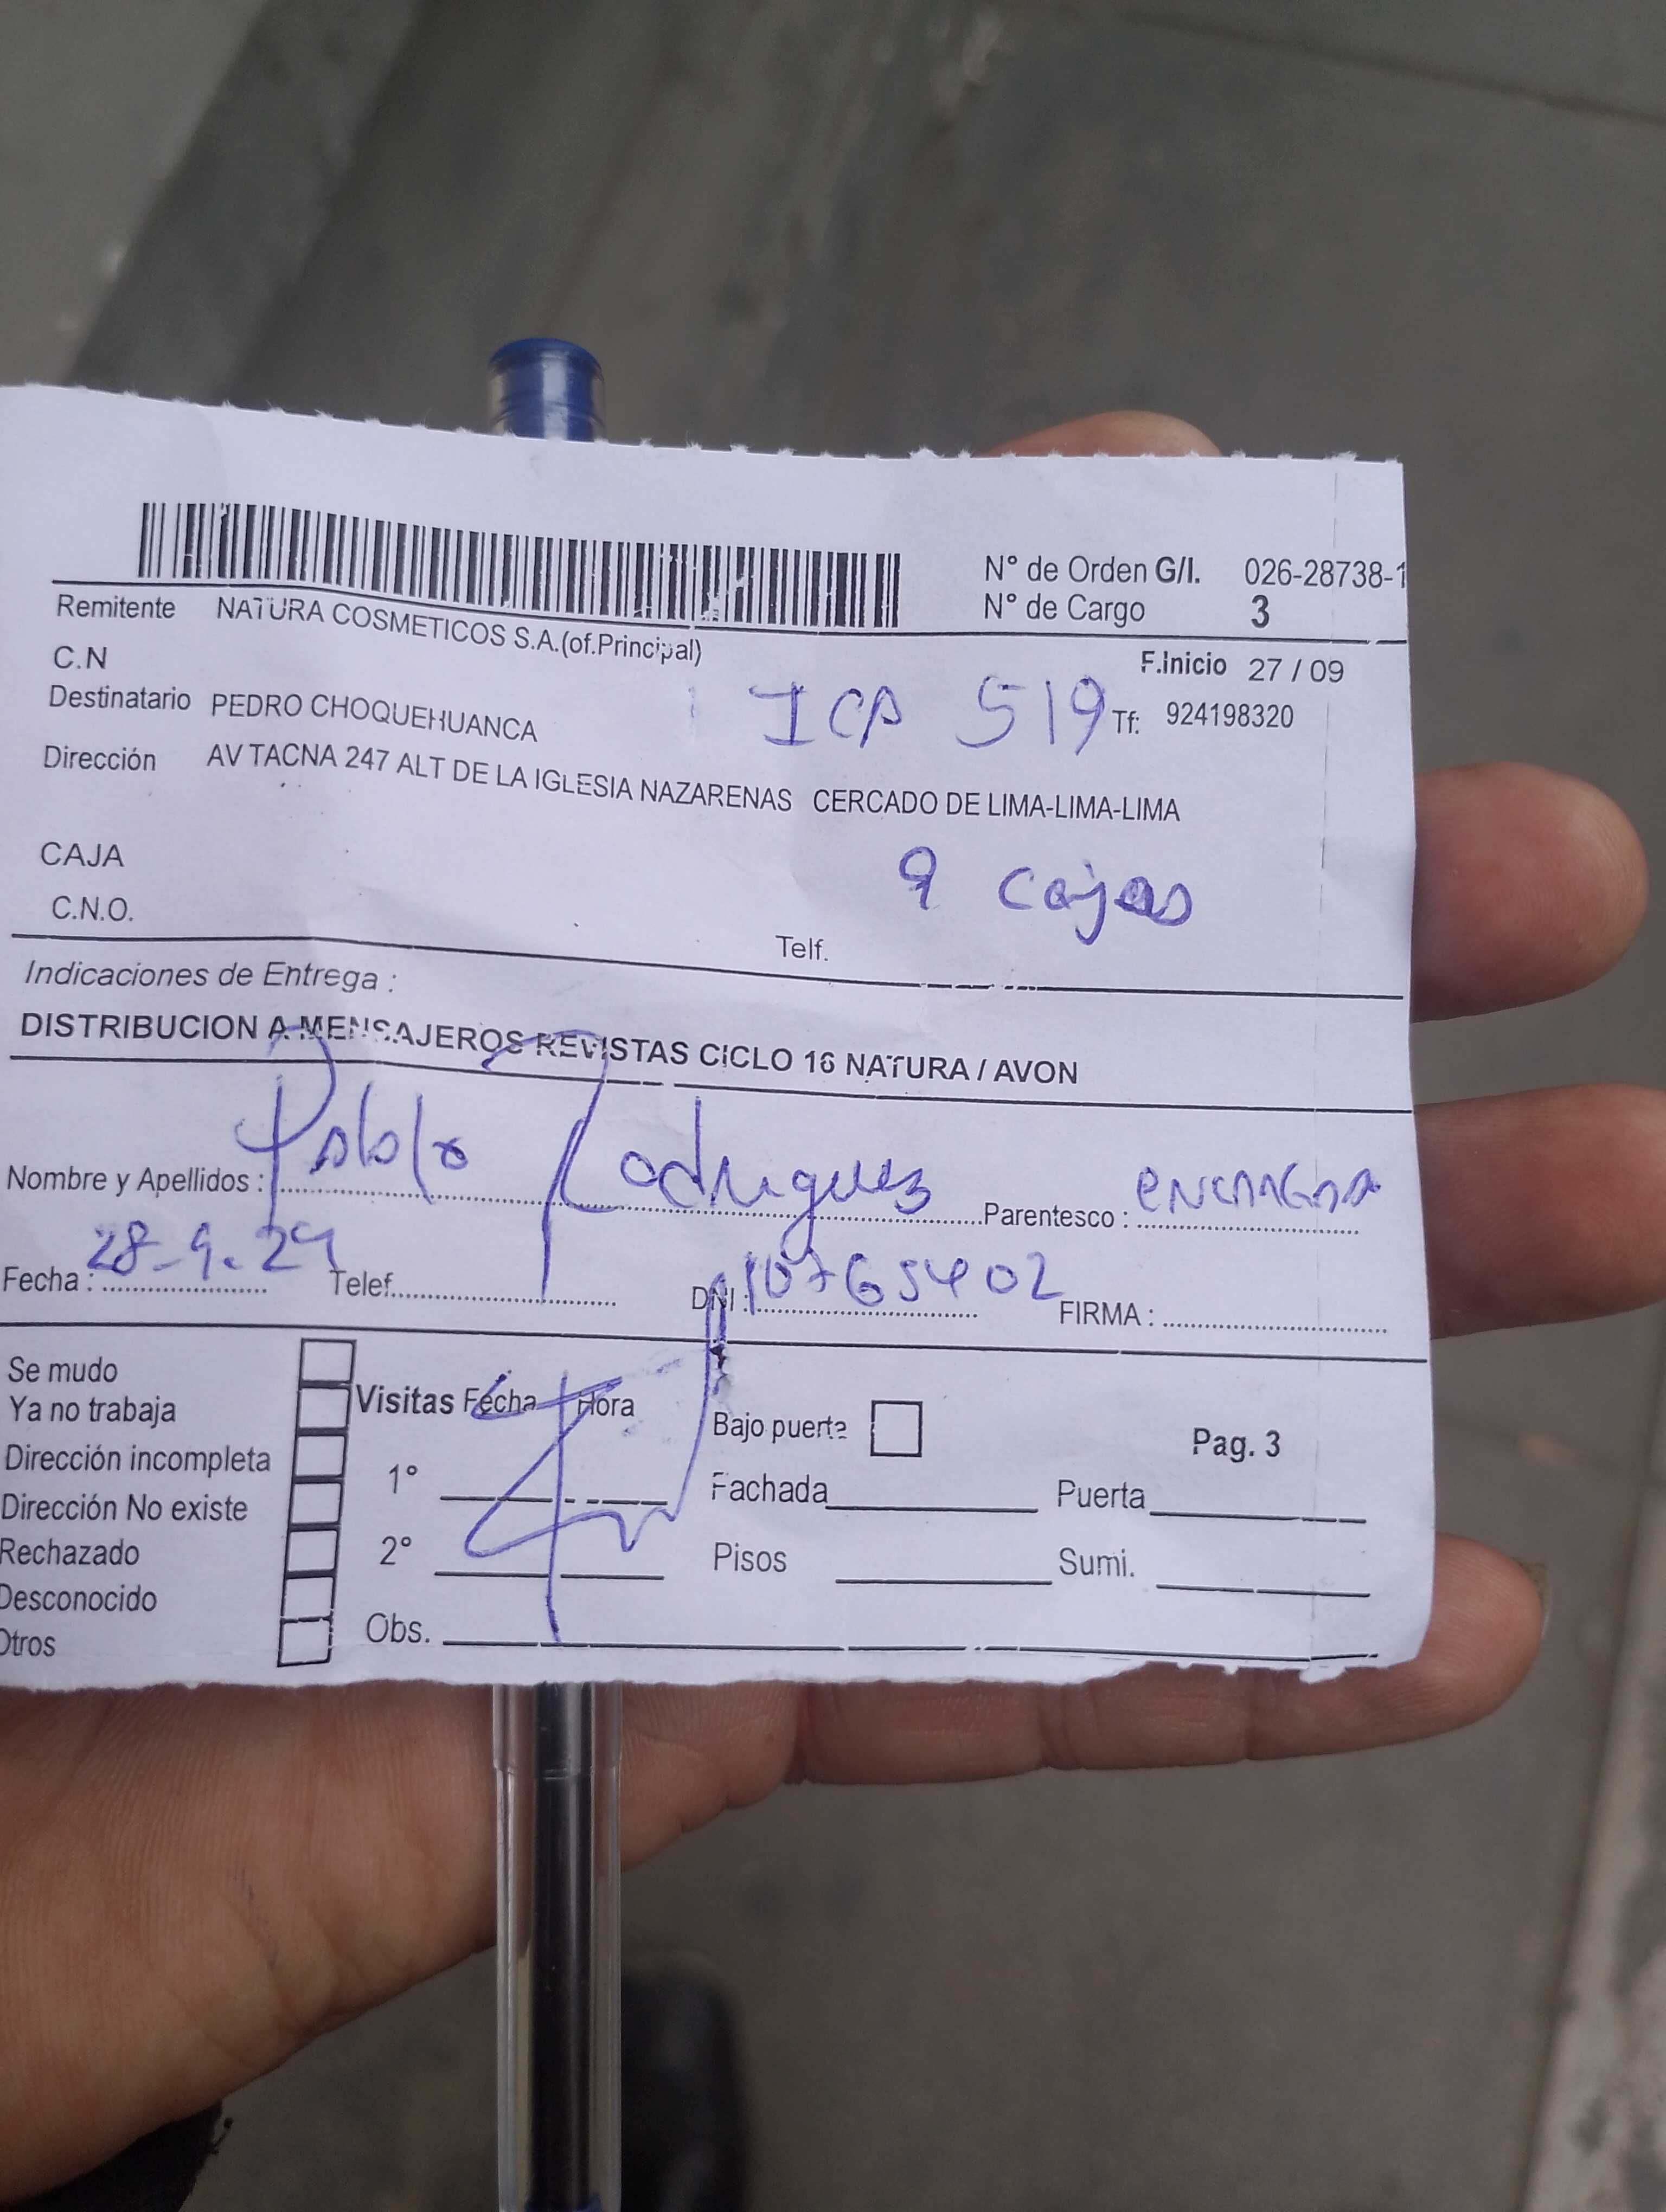 N° de Orden G/I. 026-28738-1
N° de Cargo 3
Remitente NATURA COSMETICOS S.A.(of.Principal)
F.Inicio 27 / 09
C.N
Destinatario PEDRO CHOQUEHUANCA ICA 519 Tf: 924198320
Dirección AV TACNA 247 ALT DE LA IGLESIA NAZARENAS CERCADO DE LIMA-LIMA-LIMA
CAJA 9 cajas
C.N.O.
Telf.
Indicaciones de Entrega :
DISTRIBUCION A MENSAJEROS REVISTAS CICLO 16 NATURA / AVON
Nombre y Apellidos : Pablo Rodriguez Parentesco :
Fecha : 28-9.24 Telef. DNI : 10765402 FIRMA :
Se mudo
Ya no trabaja
Dirección incompleta
Dirección No existe
Rechazado
Desconocido
Otros
Visitas Fecha Hora
1°
2°
Obs.
Bajo puerta
Fachada
Pisos
Pag. 3
Puerta
Sumi.